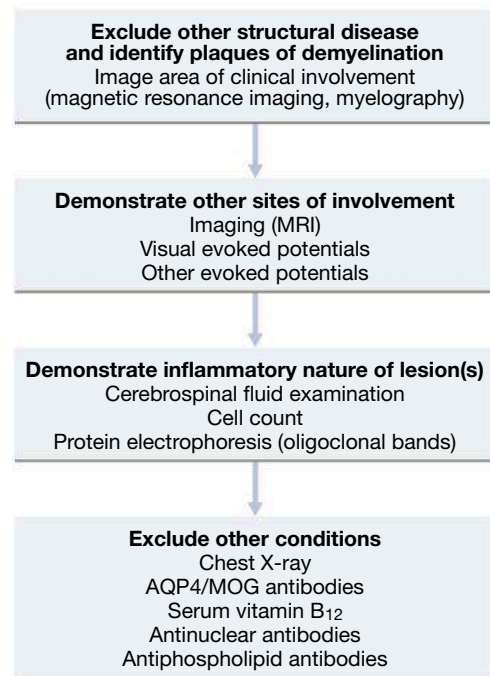 Exclude other structural disease
and identify plaques of demyelination
Image area of clinical involvement
(magnetic resonance imaging, myelography)
Demonstrate other sites of involvement
Imaging (MRI)
Visual evoked potentials
Other evoked potentials
Demonstrate inflammatory nature of lesion(s)
Cerebrospinal fluid examination
Cell count
Protein electrophoresis (oligoclonal bands)
Exclude other conditions
Chest X-ray
AQP4/MOG antibodies
Serum vitamin B₁₂
Antinuclear antibodies
Antiphospholipid antibodies